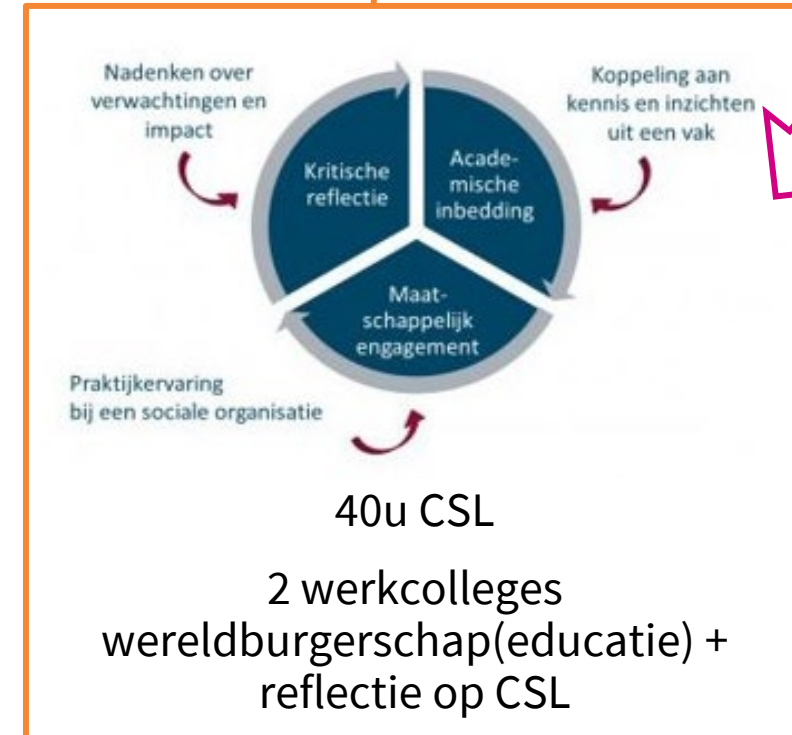 Nadenken over
verwachtingen en
impact
Koppeling aan
kennis en inzichten
uit een vak
Kritische
reflectie
Acade-
mische
inbedding
Maat-
schappelijk
engagement
Praktijkervaring
bij een sociale organisatie
40u CSL
2 werkcolleges
wereldburgerschap(educatie) +
reflectie op CSL